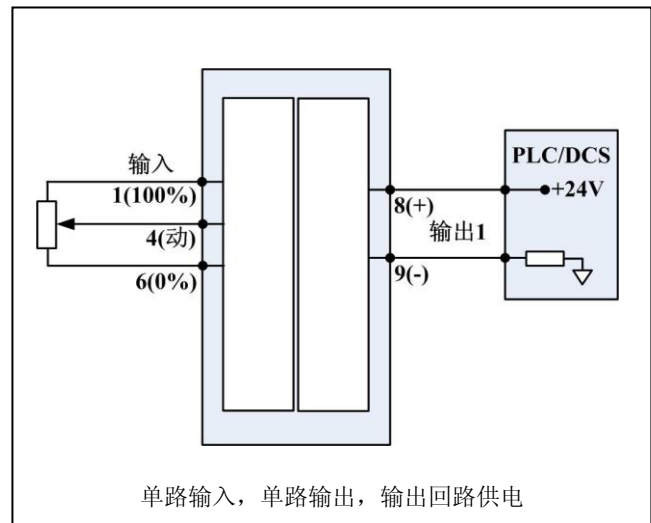 输入
1(100%)
4(动)
6(0%)
8(+)
输出1
9(-)
PLC/DCS
+24V
单路输入，单路输出，输出回路供电